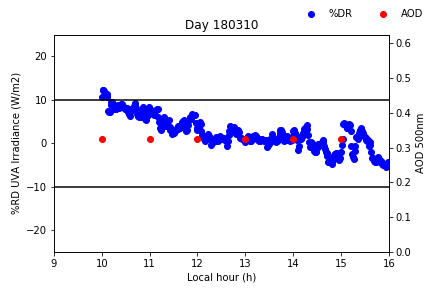 %DR AOD
Day 180310
20
10
0
−10
−20
%RD UVA Irradiance (W/m2)
0.6
0.5
0.4
0.3
0.2
0.1
0.0
AOD 500nm
9 10 11 12 13 14 15 16
Local hour (h)